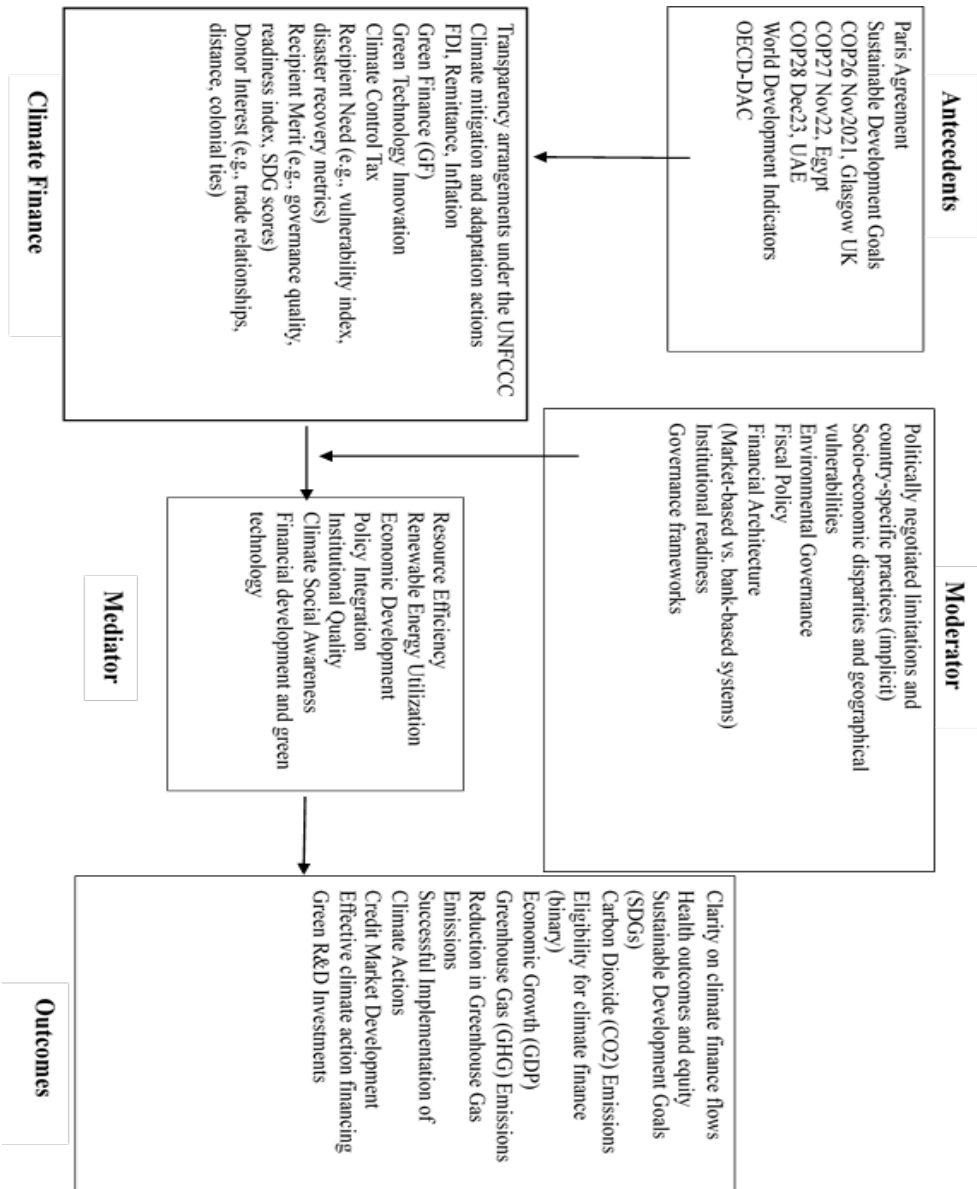 Antecedents
Paris Agreement
Sustainable Development Goals
COP26 Nov2021, Glasgow UK
COP27 Nov22, Egypt
COP28 Dec23, UAE
World Development Indicators
OECD-DAC
Transparency arrangements under the UNFCCC
Climate mitigation and adaptation actions
FDI, Remittance, Inflation
Green Finance (GF)
Green Technology Innovation
Climate Control Tax
Recipient Need (e.g., vulnerability index,
disaster recovery metrics)
Recipient Merit (e.g., governance quality,
readiness index, SDG scores)
Donor Interest (e.g., trade relationships,
distance, colonial ties)
Climate Finance
Moderator
Politically negotiated limitations and
country-specific practices (implicit)
Socio-economic disparities and geographical
vulnerabilities
Environmental Governance
Fiscal Policy
Financial Architecture
(Market-based vs. bank-based systems)
Institutional readiness
Governance frameworks
Resource Efficiency
Renewable Energy Utilization
Economic Development
Policy Integration
Institutional Quality
Climate Social Awareness
Financial development and green
technology
Mediator
Clarity on climate finance flows
Health outcomes and equity
Sustainable Development Goals
(SDGs)
Carbon Dioxide (CO2) Emissions
Eligibility for climate finance
(binary)
Economic Growth (GDP)
Greenhouse Gas (GHG) Emissions
Reduction in Greenhouse Gas
Emissions
Successful Implementation of
Climate Actions
Credit Market Development
Effective climate action financing
Green R&D Investments
Outcomes